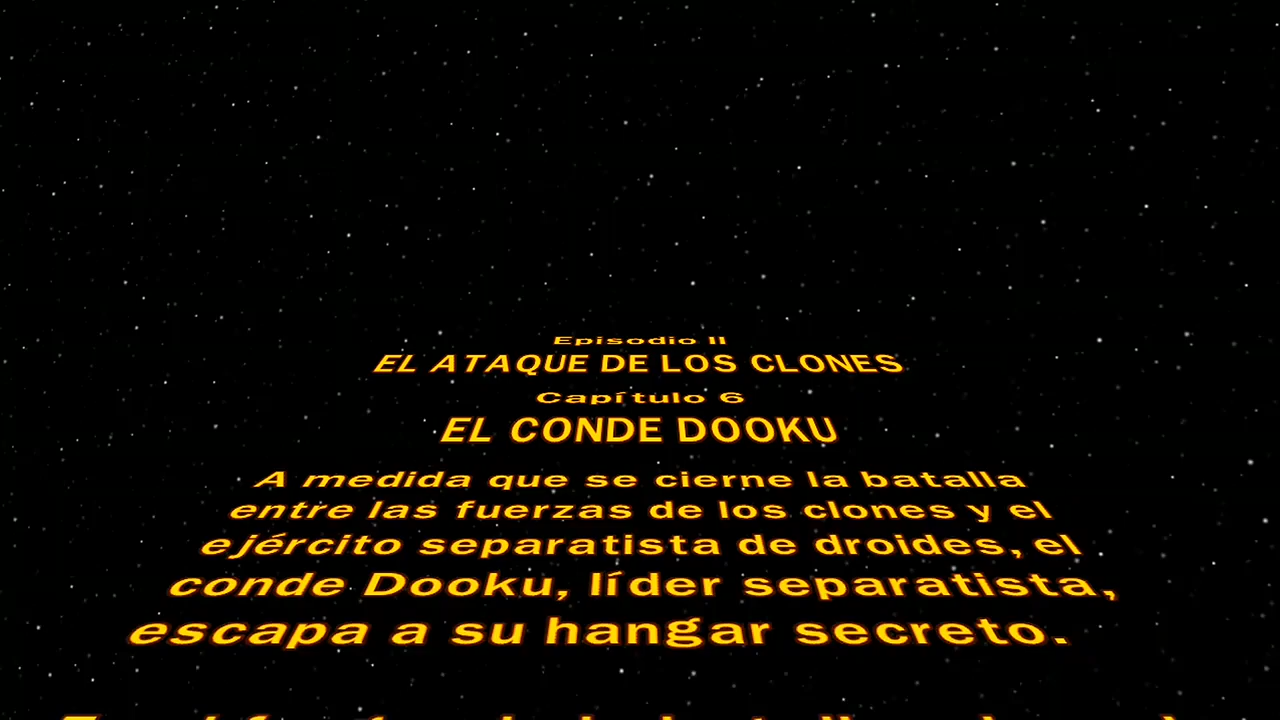 Episodio II
EL ATAQUE DE LOS CLONES
Capítulo 6
EL CONDE DOOKU
A medida que se cierne la batalla
entre las fuerzas de los clones y el
ejército separatista de droides, el
conde Dooku, líder separatista,
escapa a su hangar secreto.